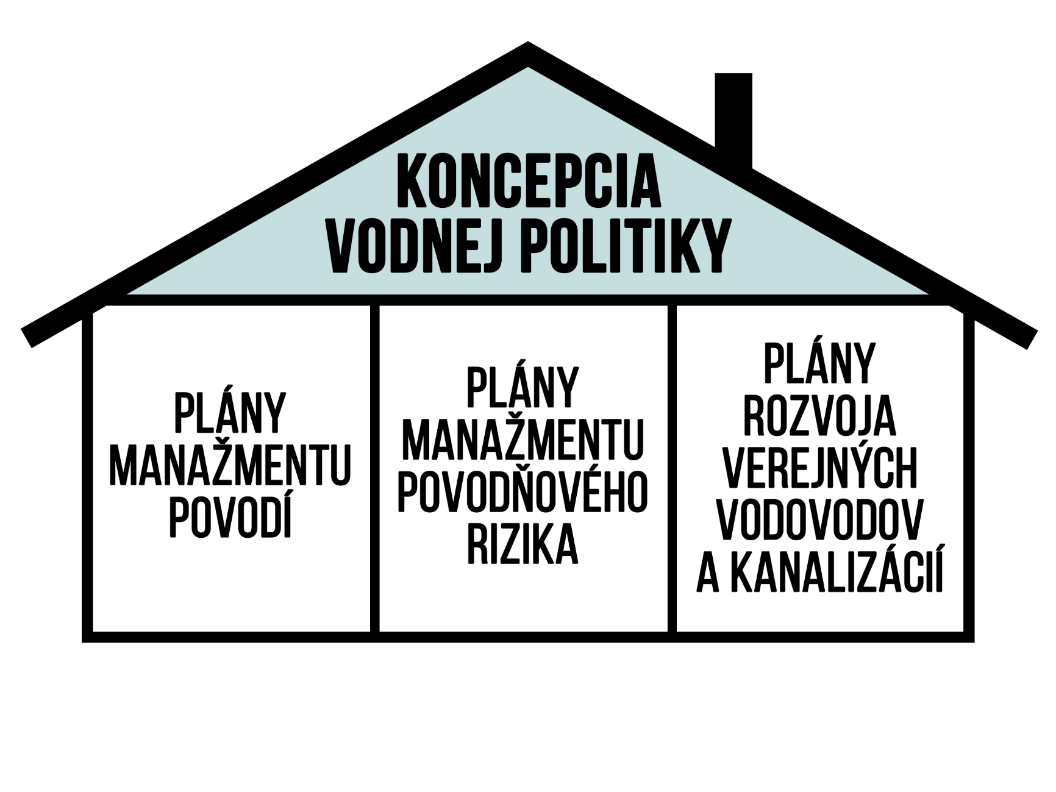 KONCEPCIA
VODNEJ POLITIKY
PLÁNY
MANAŽMENTU
POVODÍ
PLÁNY
MANAŽMENTU
POVODŇOVÉHO
RIZIKA
PLÁNY
ROZVOJA
VEREJNÝCH
VODOVODOV
A KANALIZÁCIÍ